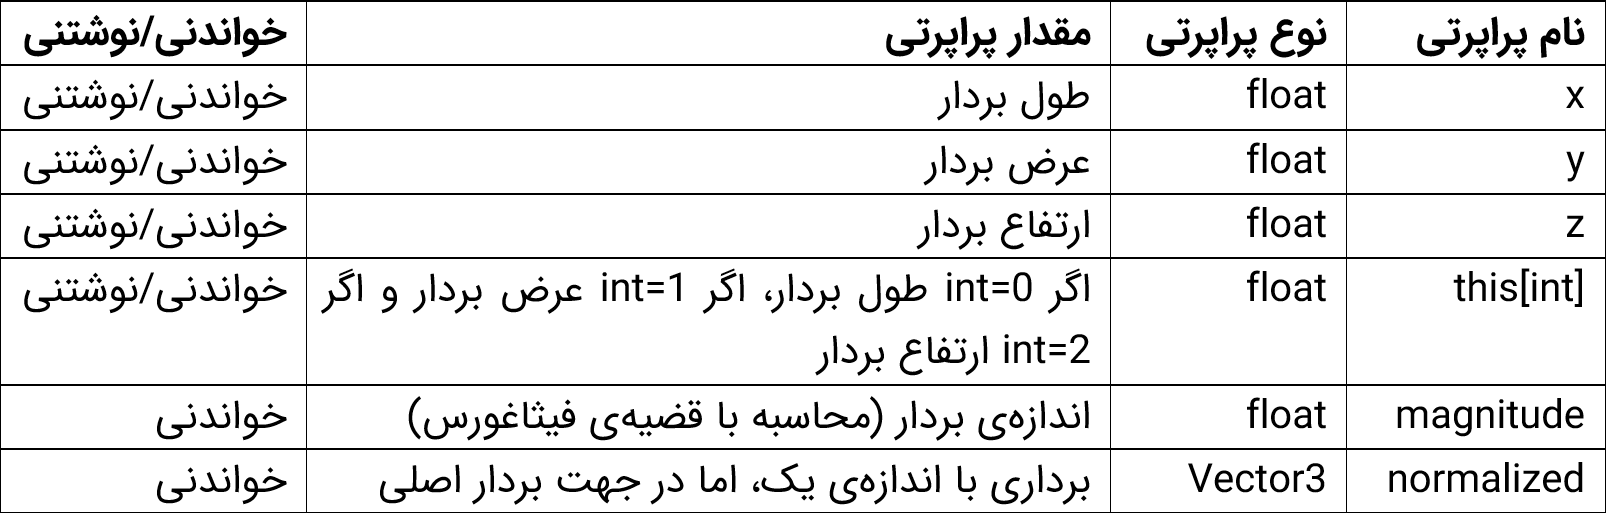 نام پراپرتی نوع پراپرتی مقدار پراپرتی خواندنی/نوشتنی
x float طول بردار خواندنی/نوشتنی
y float عرض بردار خواندنی/نوشتنی
z float ارتفاع بردار خواندنی/نوشتنی
this[int] float اگر int=0 طول بردار، اگر int=1 عرض بردار و اگر خواندنی/نوشتنی
int=2 ارتفاع بردار
magnitude float اندازه‌ی بردار (محاسبه با قضیه‌ی فیثاغورس) خواندنی
normalized Vector3 برداری با اندازه‌ی یک، اما در جهت بردار اصلی خواندنی